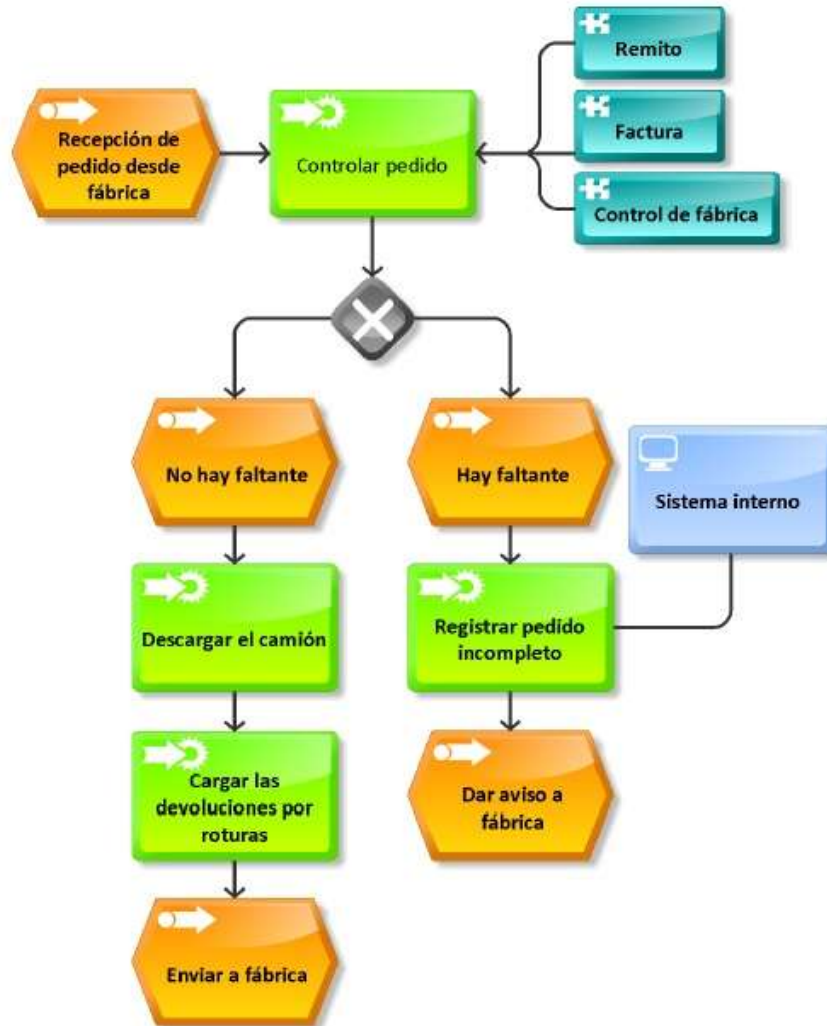 Remito
Recepción de
pedido desde
fábrica
Controlar pedido
Factura
Control de fábrica
No hay faltante
Hay faltante
Sistema interno
Descargar el camión
Registrar pedido
incompleto
Cargar las
devoluciones por
roturas
Dar aviso a
fábrica
Enviar a fábrica